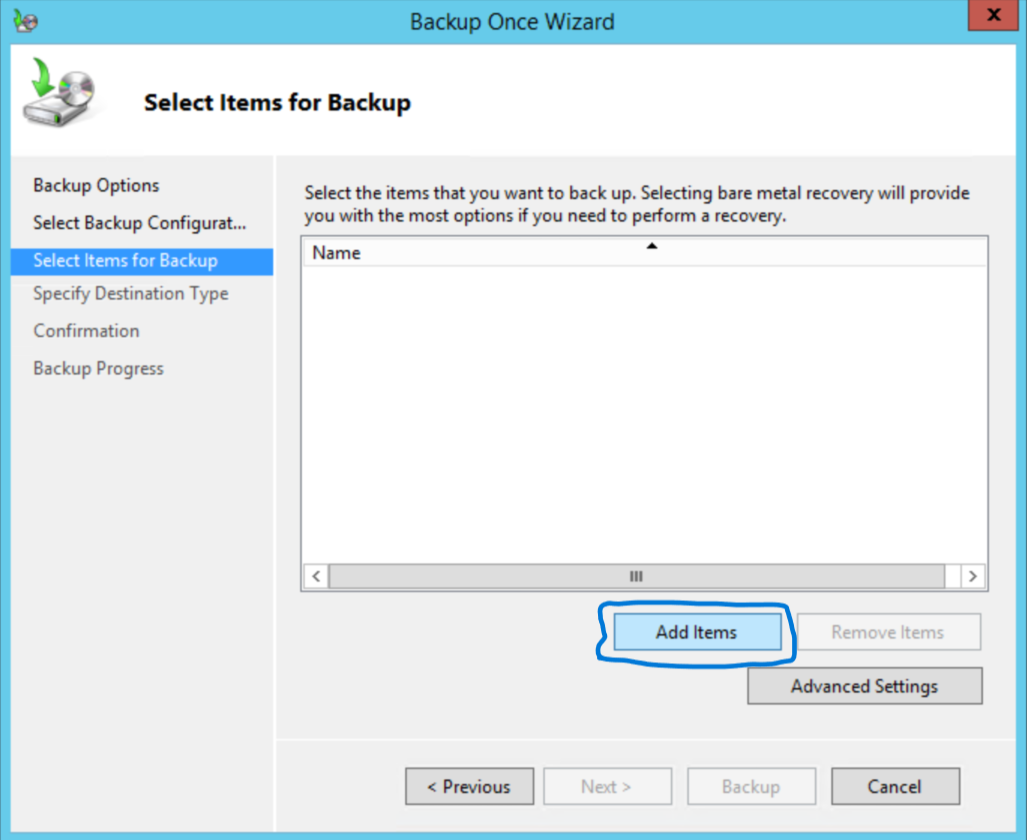 Backup Once Wizard
x
Select Items for Backup
Backup Options
Select Backup Configurat...
Select Items for Backup
Specify Destination Type
Confirmation
Backup Progress
Select the items that you want to back up. Selecting bare metal recovery will provide
you with the most options if you need to perform a recovery.
Name
Add Items
Remove Items
Advanced Settings
< Previous
Next >
Backup
Cancel